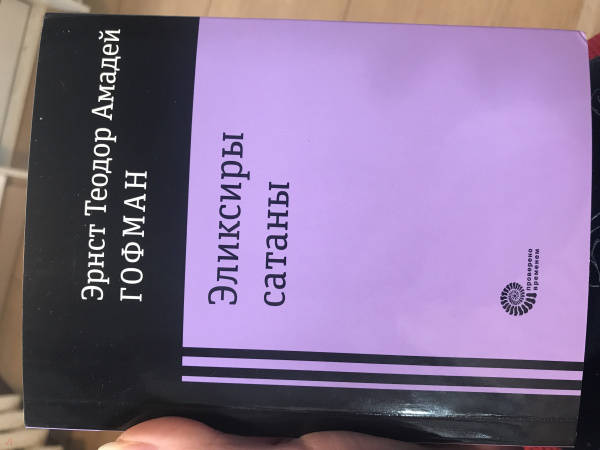 Эрнст Теодор Амадей
ГОФМАН
Эликсиры
сатаны
проверено
временем